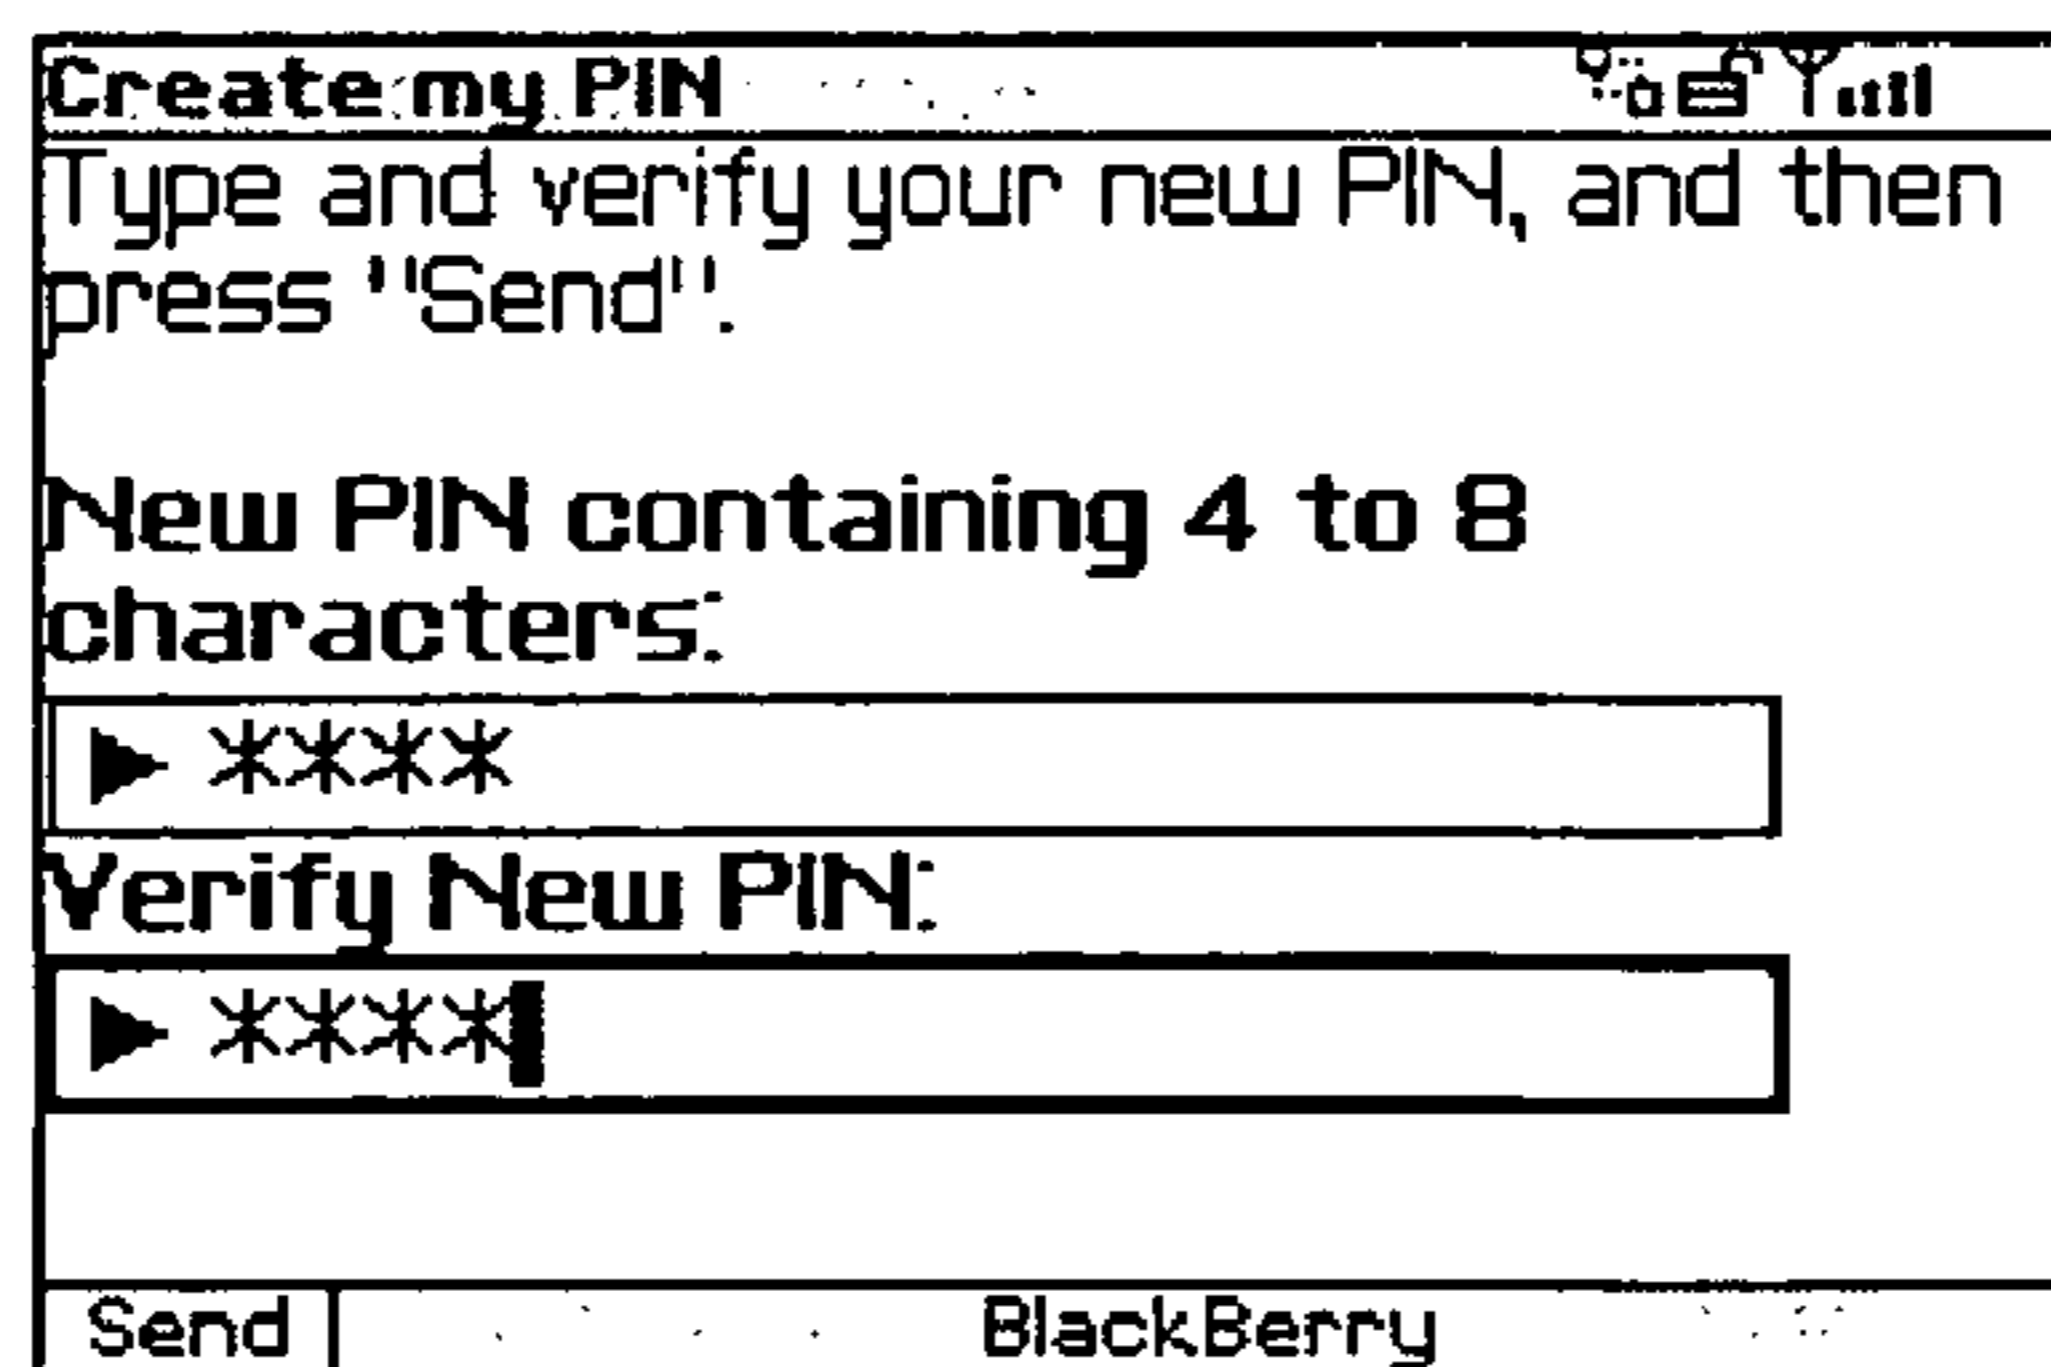 Create my PIN
Type and verify your new PIN, and then
press "Send".
New PIN containing 4 to 8
characters:
****
Verify New PIN:
****
Send
BlackBerry